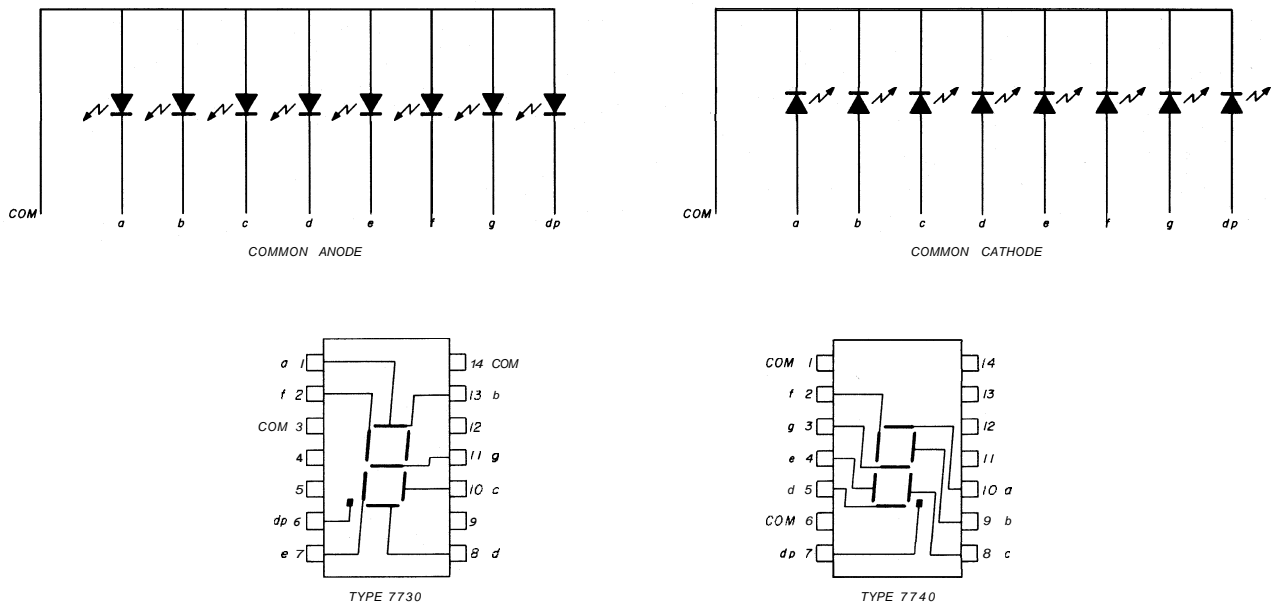 COM
a b c d e f g dp
COMMON ANODE
COM
a b c d e f g dp
COMMON CATHODE
a 1
f 2
COM 3
4
5
dp 6
e 7
14 COM
13 b
12
11 g
10 c
9
8 d
TYPE 7730
COM 1
f 2
g 3
e 4
d 5
COM 6
dp 7
14
13
12
11
10 a
9 b
8 c
TYPE 7740